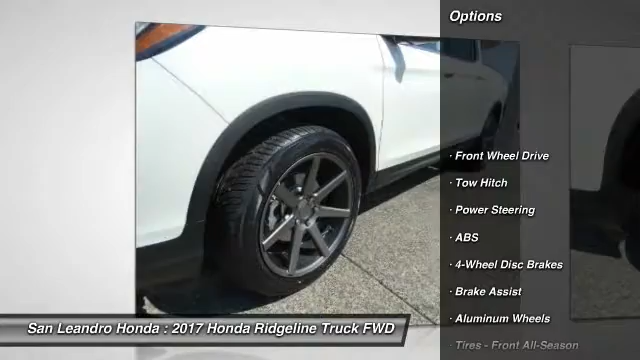 Options
· Front Wheel Drive
· Tow Hitch
· Power Steering
· ABS
· 4-Wheel Disc Brakes
· Brake Assist
· Aluminum Wheels
· Tires - Front All-Season
San Leandro Honda : 2017 Honda Ridgeline Truck FWD